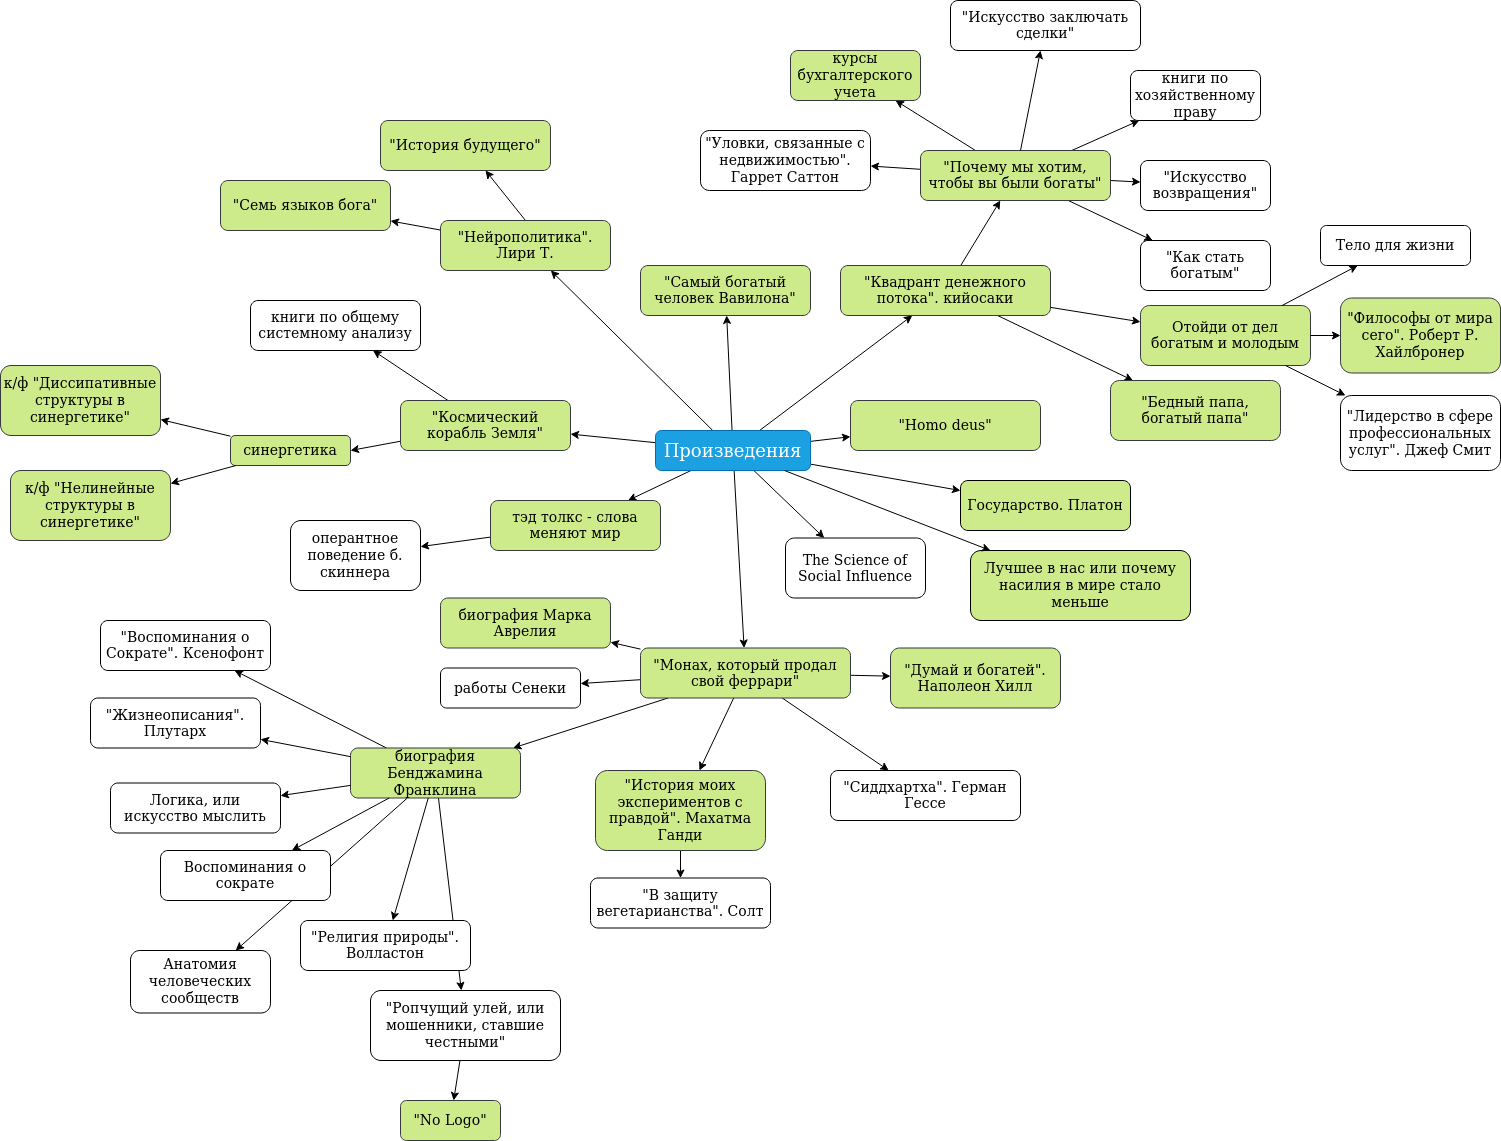 "Искусство заключать
сделки"
курсы
бухгалтерского
учета
книги по
хозяйственному
праву
"История будущего"
"Уловки, связанные с
недвижимостью".
Гаррет Саттон
"Почему мы хотим,
чтобы вы были богаты"
"Искусство
возвращения"
"Семь языков бога"
"Нейрополитика".
Лири Т.
"Как стать
богатым"
Тело для жизни
"Самый богатый
человек Вавилона"
"Квадрант денежного
потока". кийосаки
книги по общему
системному анализу
Отойди от дел
богатым и молодым
"Философы от мира
сего". Роберт Р.
Хайлбронер
к/ф "Диссипативные
структуры в
синергетике"
"Космический
корабль Земля"
"Homo deus"
"Бедный папа,
богатый папа"
"Лидерство в сфере
профессиональных
услуг". Джеф Смит
синергетика
Произведения
к/ф "Нелинейные
структуры в
синергетике"
тэд толкс - слова
меняют мир
Государство. Платон
оперантное
поведение б.
скиннера
The Science of
Social Influence
Лучшее в нас или почему
насилия в мире стало
меньше
биография Марка
Аврелия
"Воспоминания о
Сократе". Ксенофонт
"Монах, который продал
свой феррари"
"Думай и богатей".
Наполеон Хилл
работы Сенеки
"Жизнеописания".
Плутарх
биография
Бенджамина
Франклина
"История моих
экспериментов с
правдой". Махатма
Ганди
"Сиддхартха". Герман
Гессе
Логика, или
искусство мыслить
Воспоминания о
сократе
"В защиту
вегетарианства". Солт
"Религия природы".
Волластон
Анатомия
человеческих
сообществ
"Ропчущий улей, или
мошенники, ставшие
честными"
"No Logo"